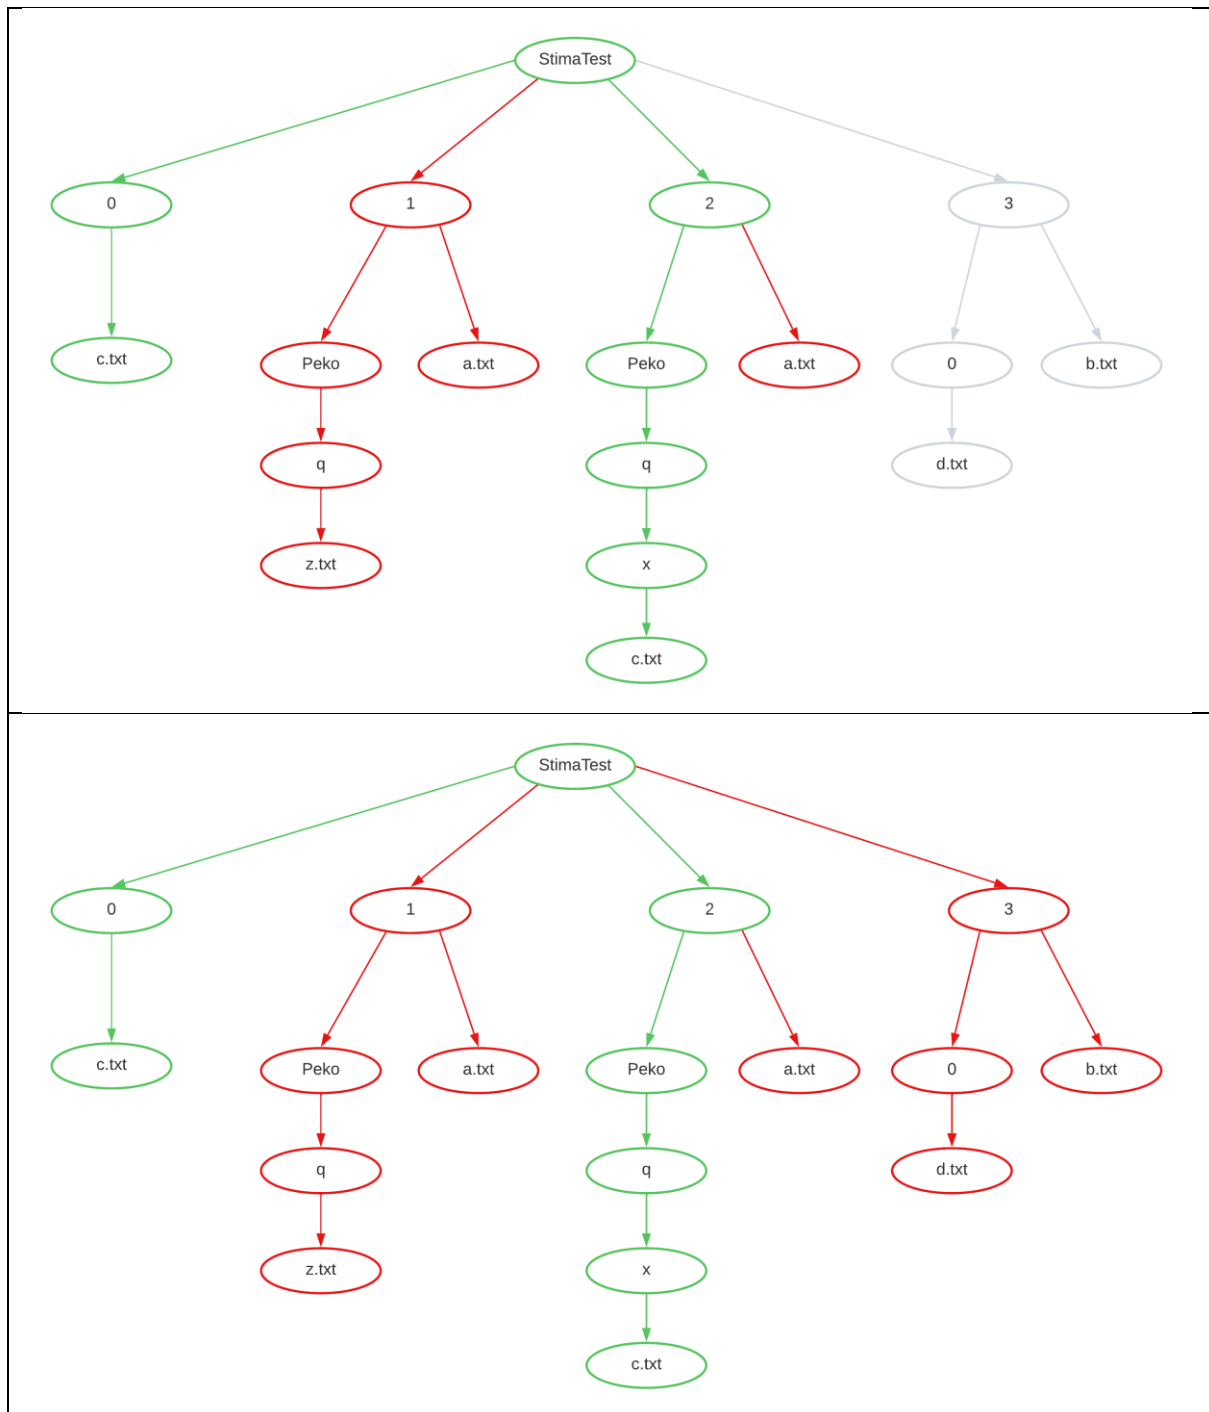 StimaTest
0 1 2 3
c.txt Peko a.txt Peko a.txt 0 b.txt
q q d.txt
z.txt x
c.txt
StimaTest
0 1 2 3
c.txt Peko a.txt Peko a.txt 0 b.txt
q q d.txt
z.txt x
c.txt